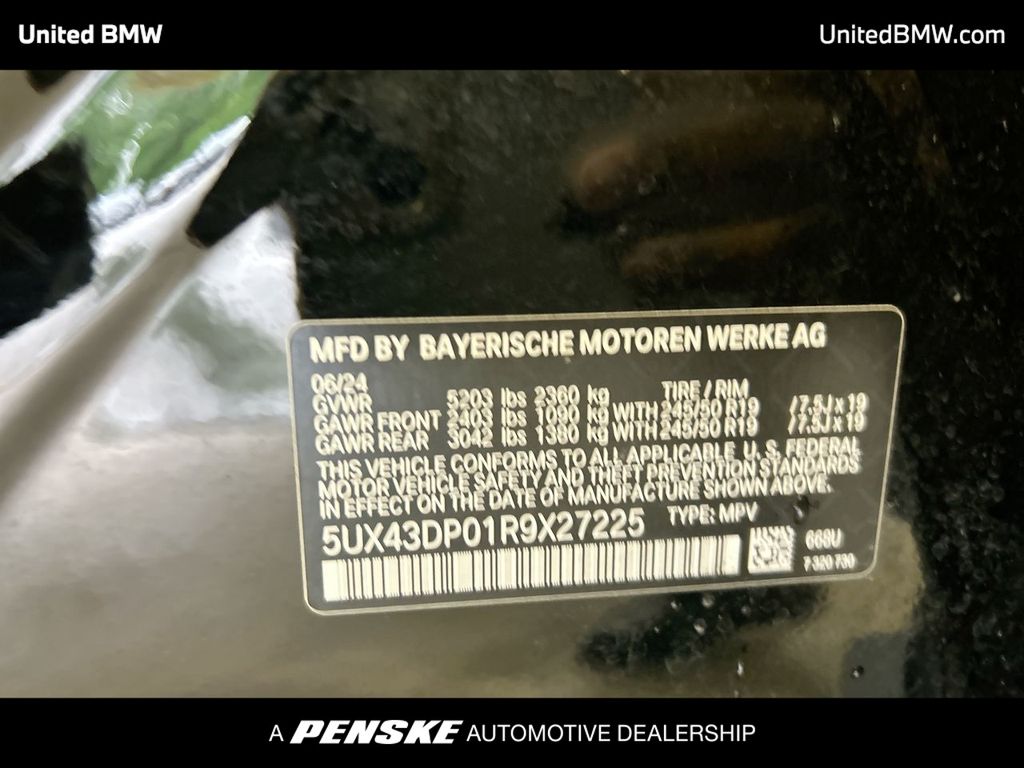 United BMW
UnitedBMW.com
MFD BY BAYERISCHE MOTOREN WERKE AG
06/24
GVWR 5203 lbs 2360 kg TIRE / RIM
GAWR FRONT 2403 lbs 1090 kg WITH 245/50 R19 /7.5J x 19
GAWR REAR 3042 lbs 1380 kg WITH 245/50 R19 /7.5J x 19
THIS VEHICLE CONFORMS TO ALL APPLICABLE U. S. FEDERAL
MOTOR VEHICLE SAFETY AND THEFT PREVENTION STANDARDS
IN EFFECT ON THE DATE OF MANUFACTURE SHOWN ABOVE.
5UX43DP01R9X27225 TYPE: MPV
668U
7 320 730
A PENSKE AUTOMOTIVE DEALERSHIP